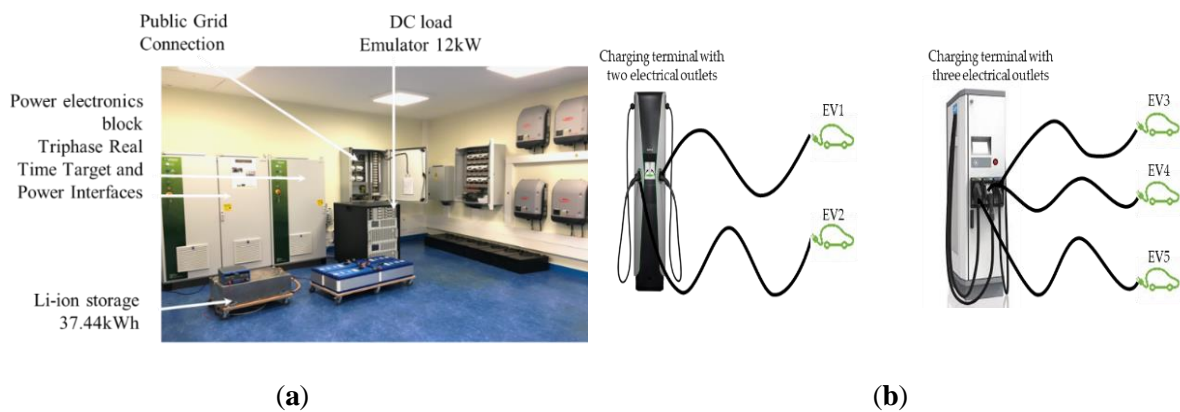 Public Grid
Connection
DC load
Emulator 12kW
Power electronics
block
Triphase Real
Time Target and
Power Interfaces
Li-ion storage
37.44kWh
(a)
Charging terminal with
two electrical outlets
EV1
EV2
Charging terminal with
three electrical outlets
EV3
EV4
EV5
(b)